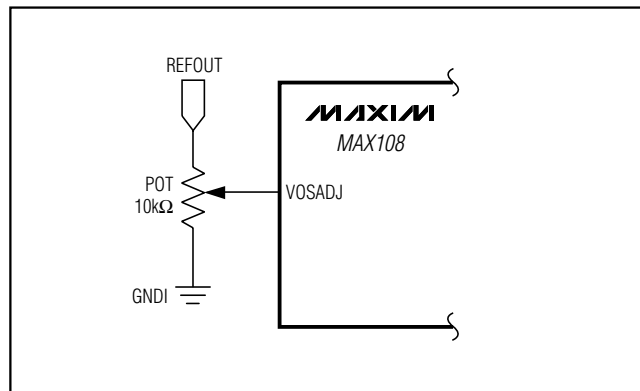 REFOUT
MAXIM
MAX108
POT
10kΩ
VOSADJ
GNDI